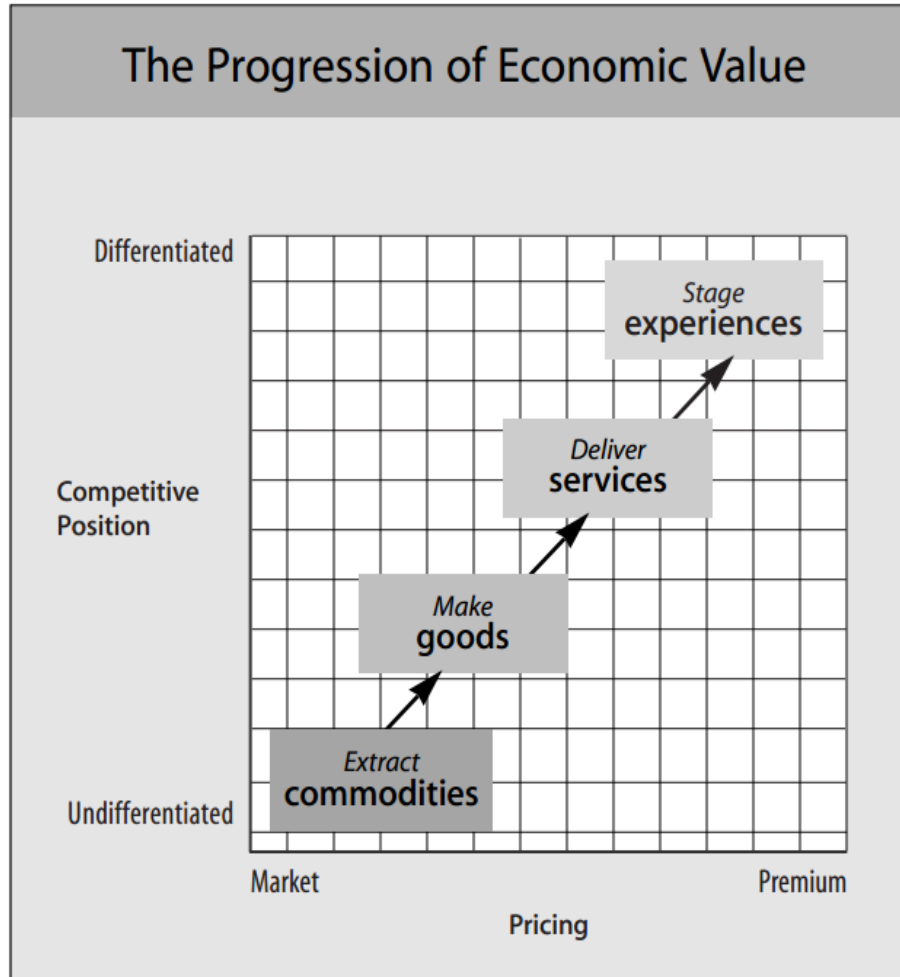 The Progression of Economic Value
Differentiated
Stage
experiences
Deliver
services
Competitive
Position
Make
goods
Extract
commodities
Undifferentiated
Market
Premium
Pricing